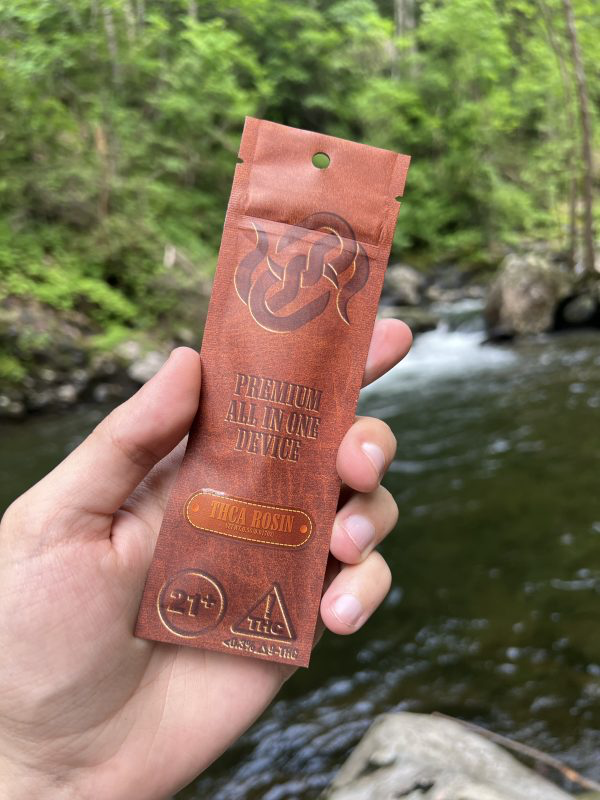 PREMIUM
ALL IN ONE
DEVICE
THCA ROSIN
21+
!
THC
<0.3% Δ9-THC